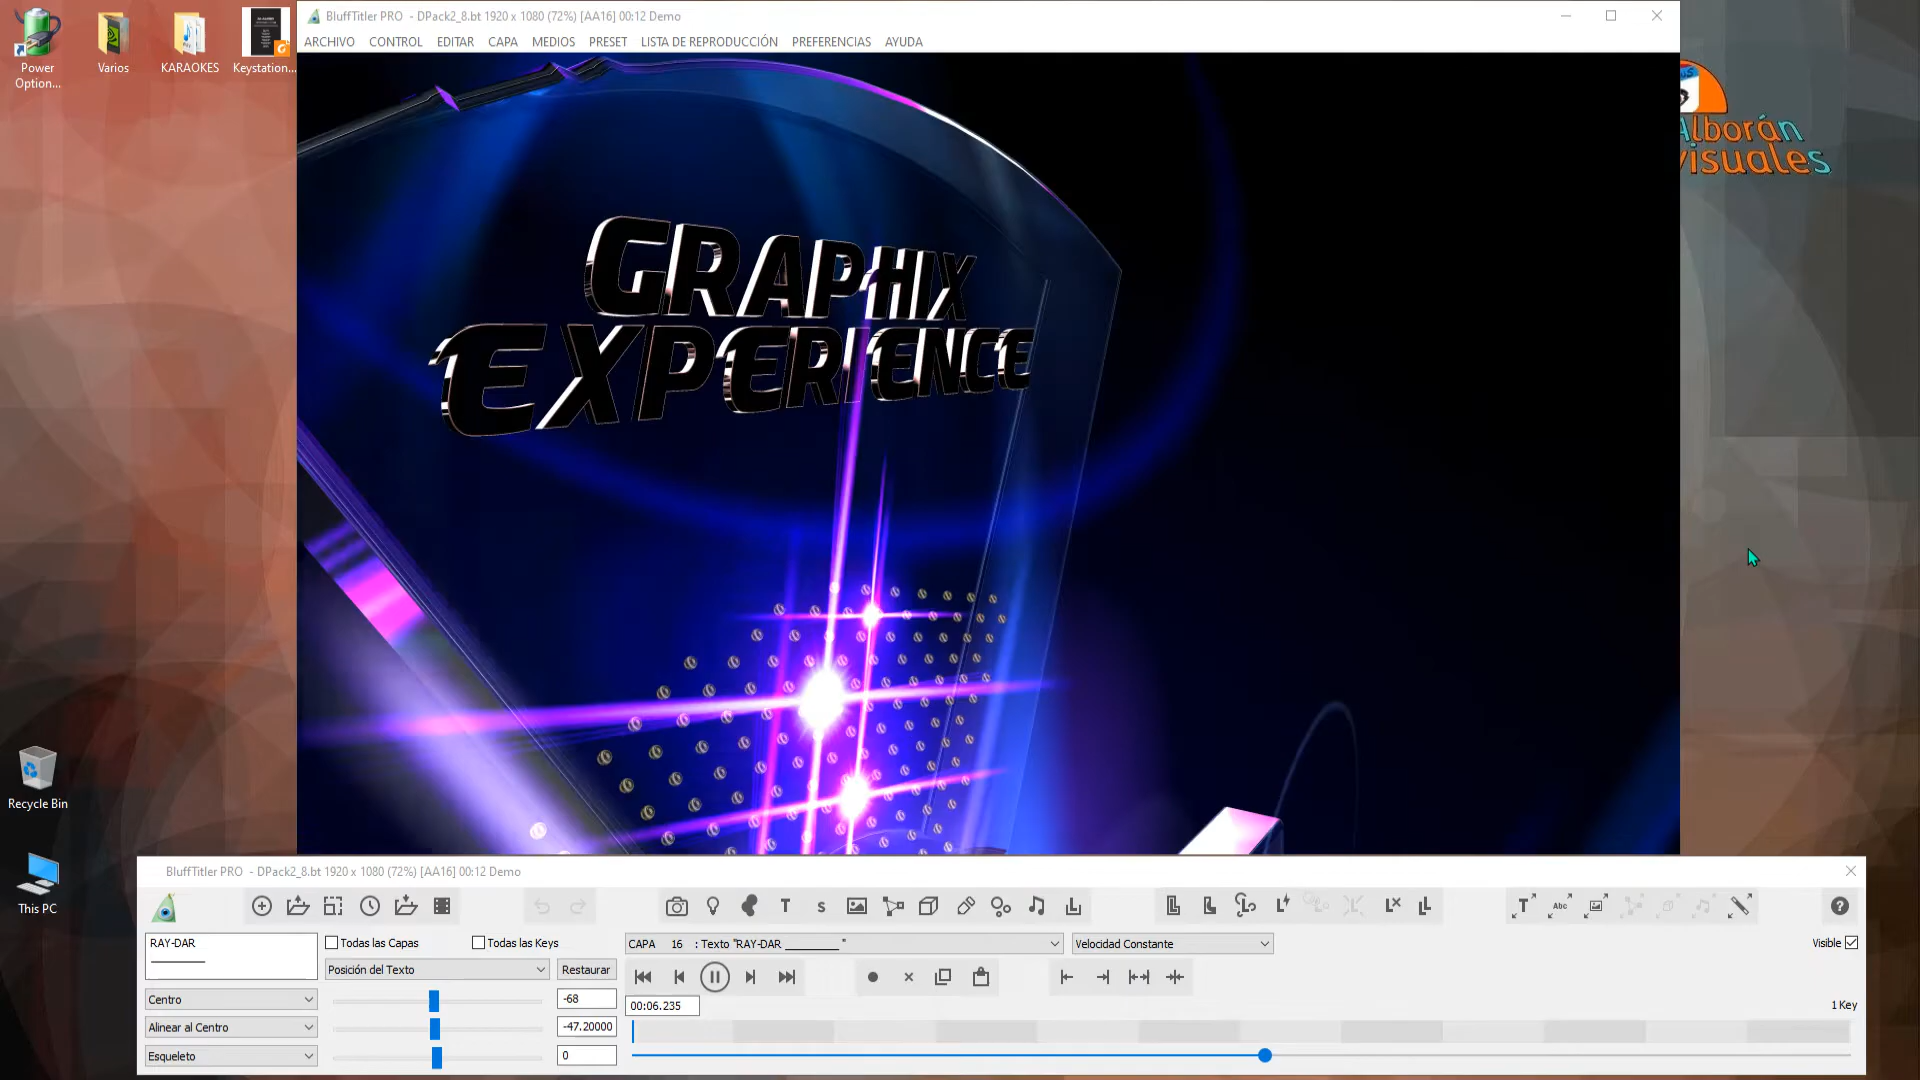 BluffTitler PRO - DPack2_8.bt 1920 x 1080 (72%) [AA16] 00:12 Demo
ARCHIVO CONTROL EDITAR CAPA MEDIOS PRESET LISTA DE REPRODUCCIÓN PREFERENCIAS AYUDA
Power Option...
Varios
KARAOKES
Keystation...
Alborán
visuales
GRAPHIX
EXPERIENCE
Recycle Bin
This PC
BluffTitler PRO - DPack2_8.bt 1920 x 1080 (72%) [AA16] 00:12 Demo
T S
Abc
RAY-DAR
Todas las Capas
Todas las Keys
CAPA 16 : Texto "RAY-DAR _________ "
Velocidad Constante
Visible
Posición del Texto
Restaurar
Centro
-68
00:06.235
1 Key
Alinear al Centro
-47.20000
Esqueleto
0